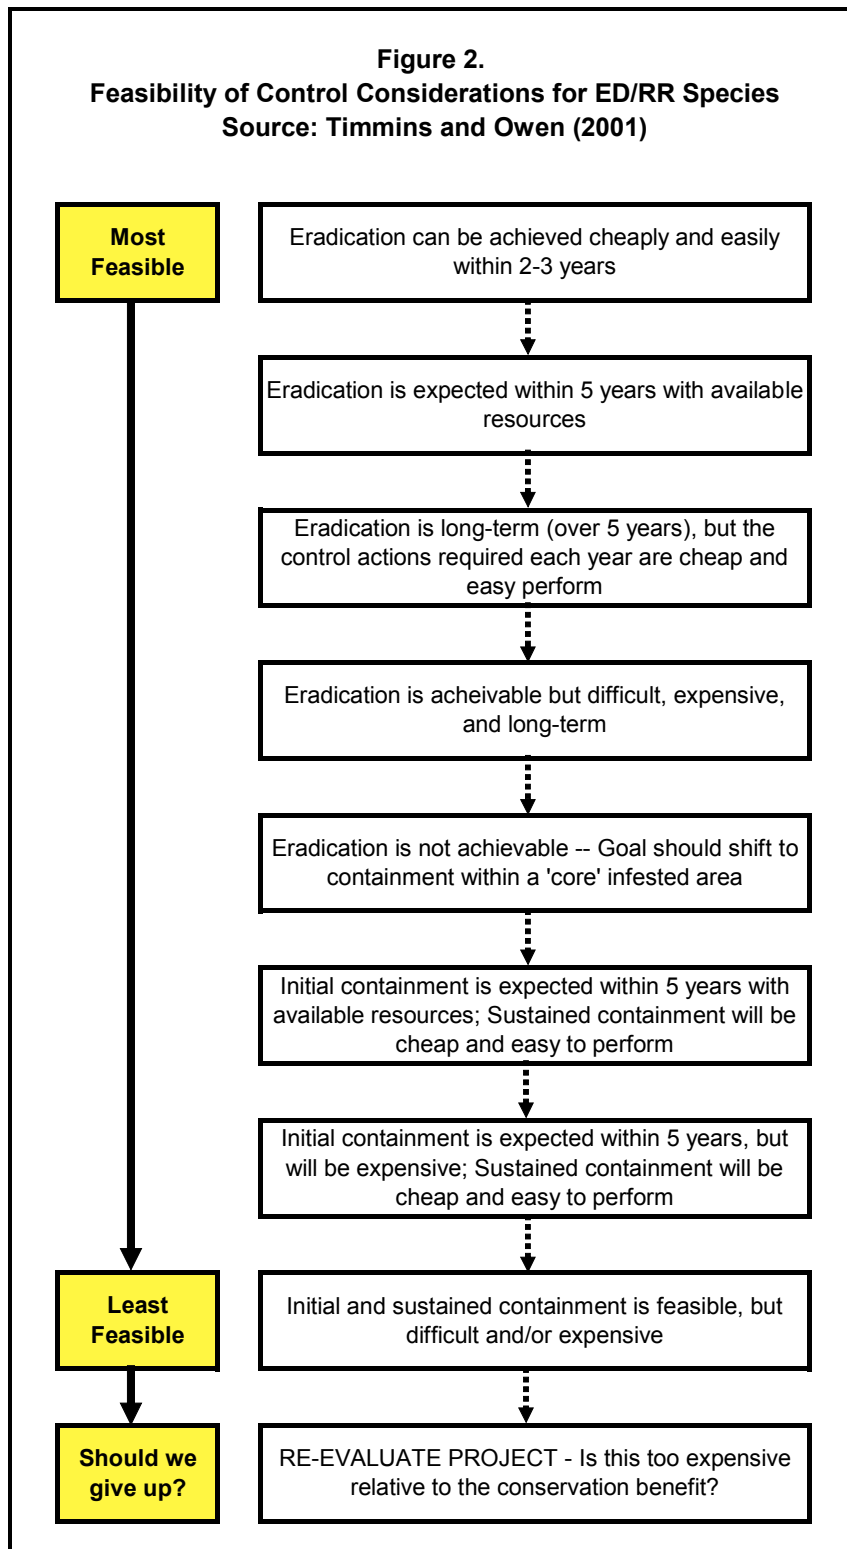 Figure 2.
Feasibility of Control Considerations for ED/RR Species
Source: Timmins and Owen (2001)
Most
Feasible
Eradication can be achieved cheaply and easily
within 2-3 years
Eradication is expected within 5 years with available
resources
Eradication is long-term (over 5 years), but the
control actions required each year are cheap and
easy perform
Eradication is acheivable but difficult, expensive,
and long-term
Eradication is not achievable -- Goal should shift to
containment within a 'core' infested area
Initial containment is expected within 5 years with
available resources; Sustained containment will be
cheap and easy to perform
Initial containment is expected within 5 years, but
will be expensive; Sustained containment will be
cheap and easy to perform
Least
Feasible
Initial and sustained containment is feasible, but
difficult and/or expensive
Should we
give up?
RE-EVALUATE PROJECT - Is this too expensive
relative to the conservation benefit?